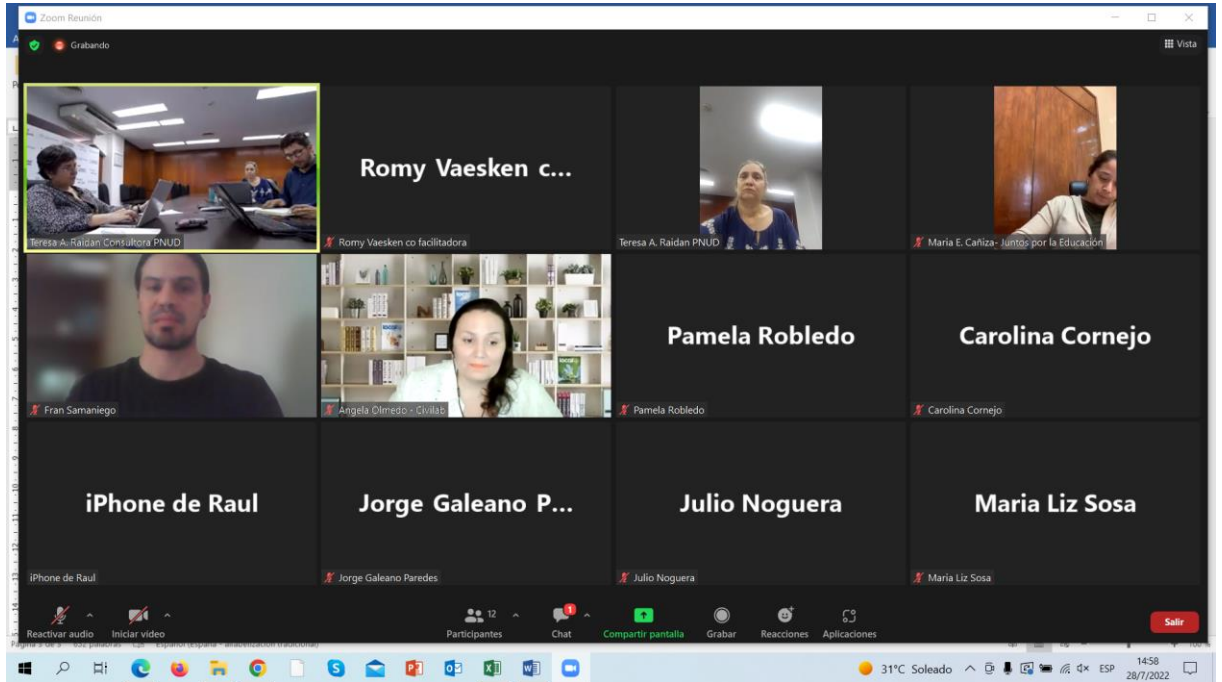 Zoom Reunión
Grabando
Vista
Teresa A. Raidan Consultora PNUD
Romy Vaesken c...
Romy Vaesken co facilitadora
Teresa A. Raidan PNUD
Maria E. Cañiza- Juntos por la Educación
Fran Samaniego
Angela Olmedo - Civilab
Pamela Robledo
Pamela Robledo
Carolina Cornejo
Carolina Cornejo
iPhone de Raul
iPhone de Raul
Jorge Galeano P...
Jorge Galeano Paredes
Julio Noguera
Julio Noguera
Maria Liz Sosa
Maria Liz Sosa
Reactivar audio
Iniciar video
12
Participantes
1
Chat
Compartir pantalla
Grabar
Reacciones
Aplicaciones
Salir
31°C Soleado
ESP
14:58
28/7/2022